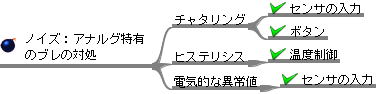 ノイズ：アナルグ特有
のブレの対処
チャタリング
センサの入力
ボタン
ヒステリシス
温度制御
電気的な異常値
センサの入力